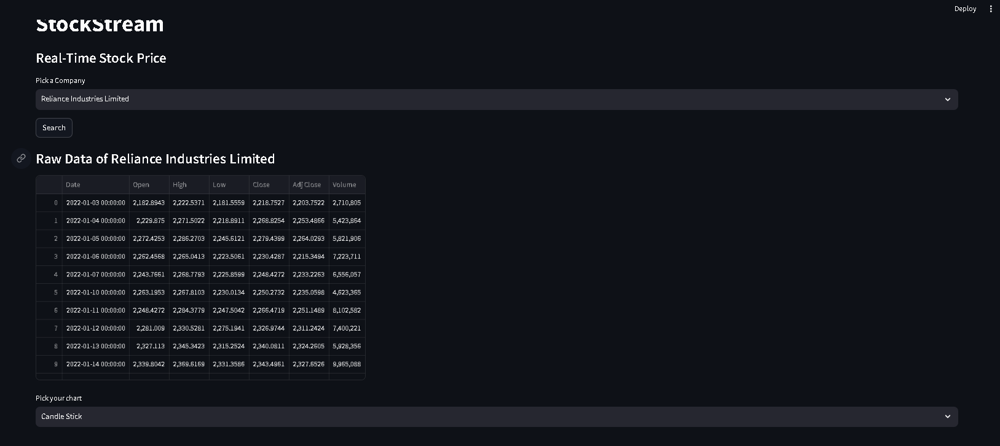 Deploy
StockStream
Real-Time Stock Price
Pick a Company
Reliance Industries Limited
Search
Raw Data of Reliance Industries Limited
Date Open High Low Close Adj Close Volume
0 2022-01-03 00:00:00 2,182.8943 2,222.5371 2,181.5559 2,218.7527 2,203.7522 2,710,805
1 2022-01-04 00:00:00 2,229.875 2,271.5022 2,218.8911 2,268.8254 2,253.4866 5,423,864
2 2022-01-05 00:00:00 2,272.4253 2,286.2703 2,245.6121 2,279.4399 2,264.0293 5,821,906
3 2022-01-06 00:00:00 2,262.4568 2,265.0413 2,223.5061 2,230.4287 2,215.3494 7,223,711
4 2022-01-07 00:00:00 2,243.7661 2,268.7793 2,225.8599 2,248.4272 2,233.2263 6,556,057
5 2022-01-10 00:00:00 2,263.1953 2,267.8103 2,230.0134 2,250.2732 2,235.0598 4,623,365
6 2022-01-11 00:00:00 2,248.4272 2,284.3779 2,247.5042 2,266.4719 2,251.1489 8,102,582
7 2022-01-12 00:00:00 2,281.009 2,330.5281 2,275.1941 2,326.9744 2,311.2424 7,400,221
8 2022-01-13 00:00:00 2,327.113 2,345.3423 2,315.2524 2,340.0811 2,324.2605 5,928,356
9 2022-01-14 00:00:00 2,339.8042 2,369.6169 2,331.3586 2,343.4961 2,327.6526 9,965,088
Pick your chart
Candle Stick